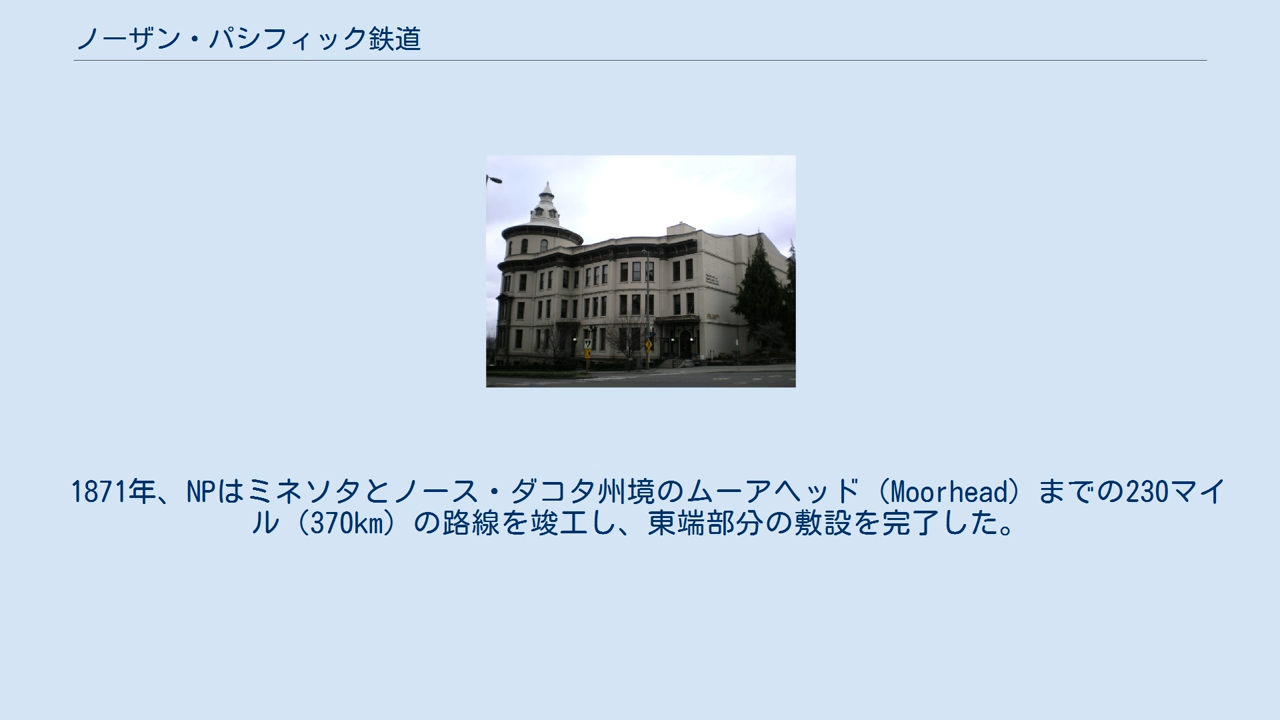 ノーザン・パシフィック鉄道
1871年、NPはミネソタとノース・ダコタ州境のムーアヘッド（Moorhead）までの230マイ
ル（370km）の路線を竣工し、東端部分の敷設を完了した。